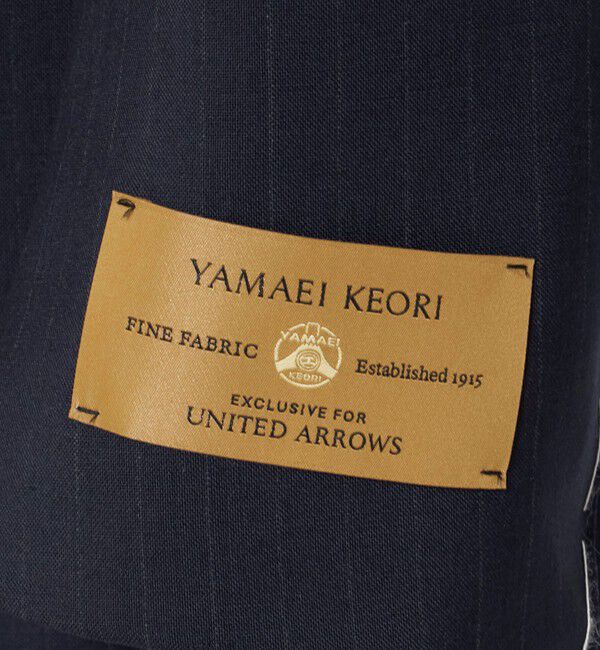 YAMAEI KEORI
FINE FABRIC
YAMAEI
KEORI
Established 1915
EXCLUSIVE FOR
UNITED ARROWS